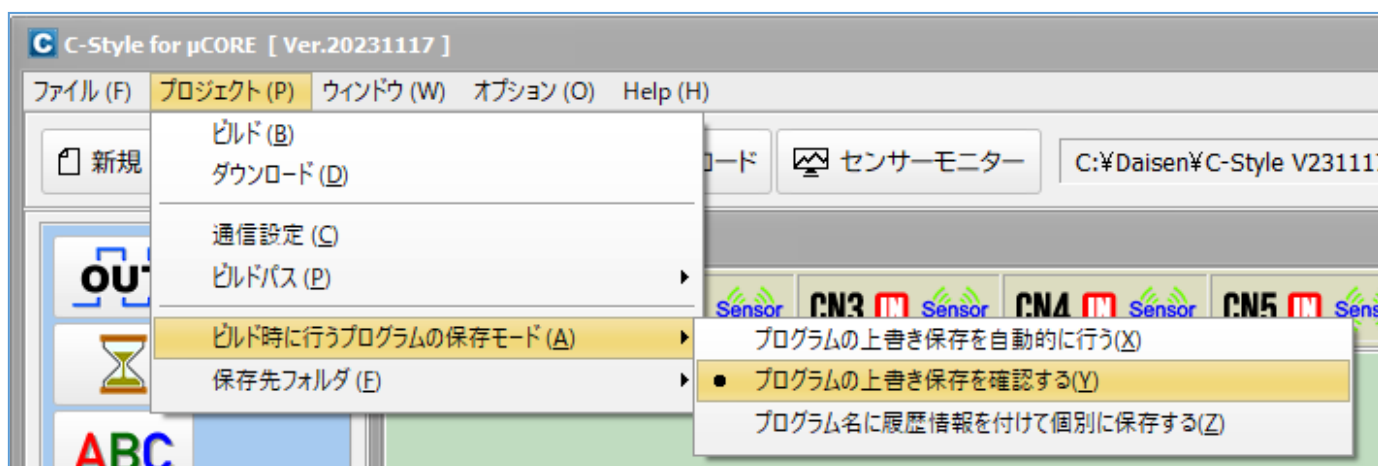 C-Style for µCORE [ Ver.20231117 ]
ファイル (F) プロジェクト (P) ウィンドウ (W) オプション (O) Help (H)
新規 センサーモニター C:¥Daisen¥C-Style V231117
ビルド (B)
ダウンロード (D)
通信設定 (C)
ビルドパス (P)
ビルド時に行うプログラムの保存モード (A)
保存先フォルダ (F)
OUT
ABC
Sensor CN3 IN Sensor CN4 IN Sensor CN5 IN
プログラムの上書き保存を自動的に行う(X)
プログラムの上書き保存を確認する(Y)
プログラム名に履歴情報を付けて個別に保存する(Z)